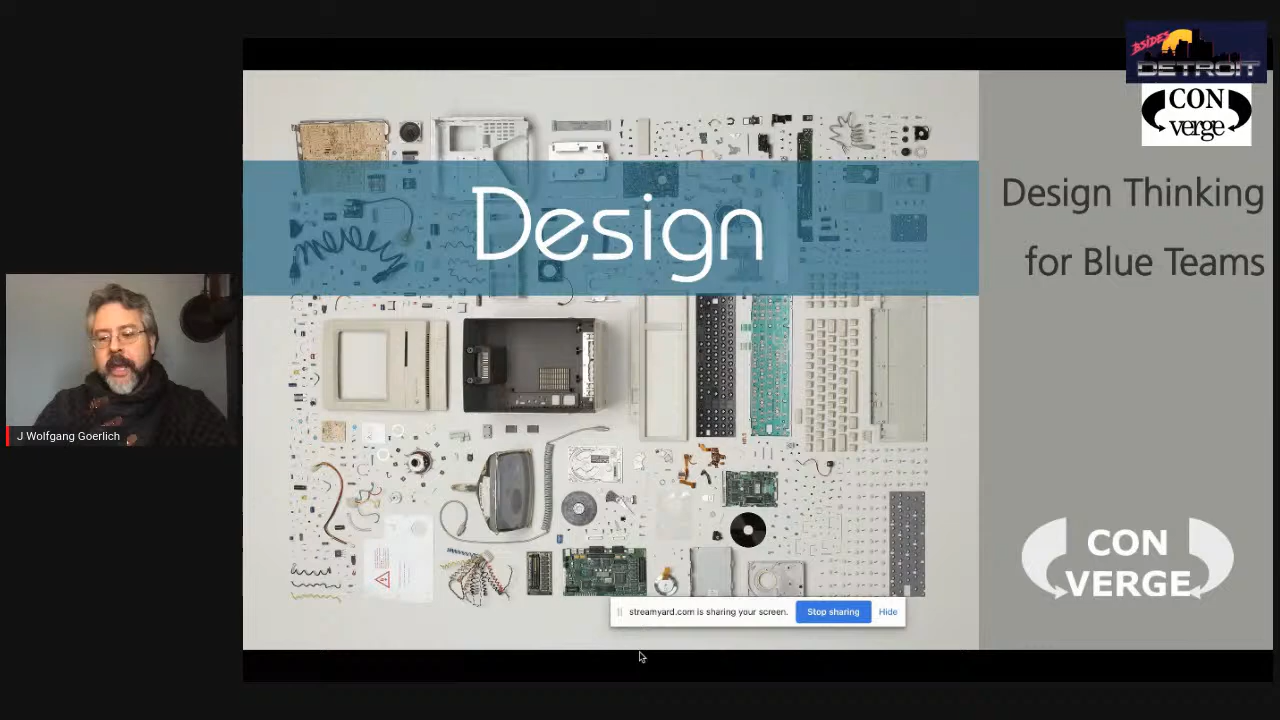 BSIDES
DETROIT
CON
verge
Design
Design Thinking
for Blue Teams
J Wolfgang Goerlich
CON
VERGE
streamyard.com is sharing your screen.
Stop sharing
Hide